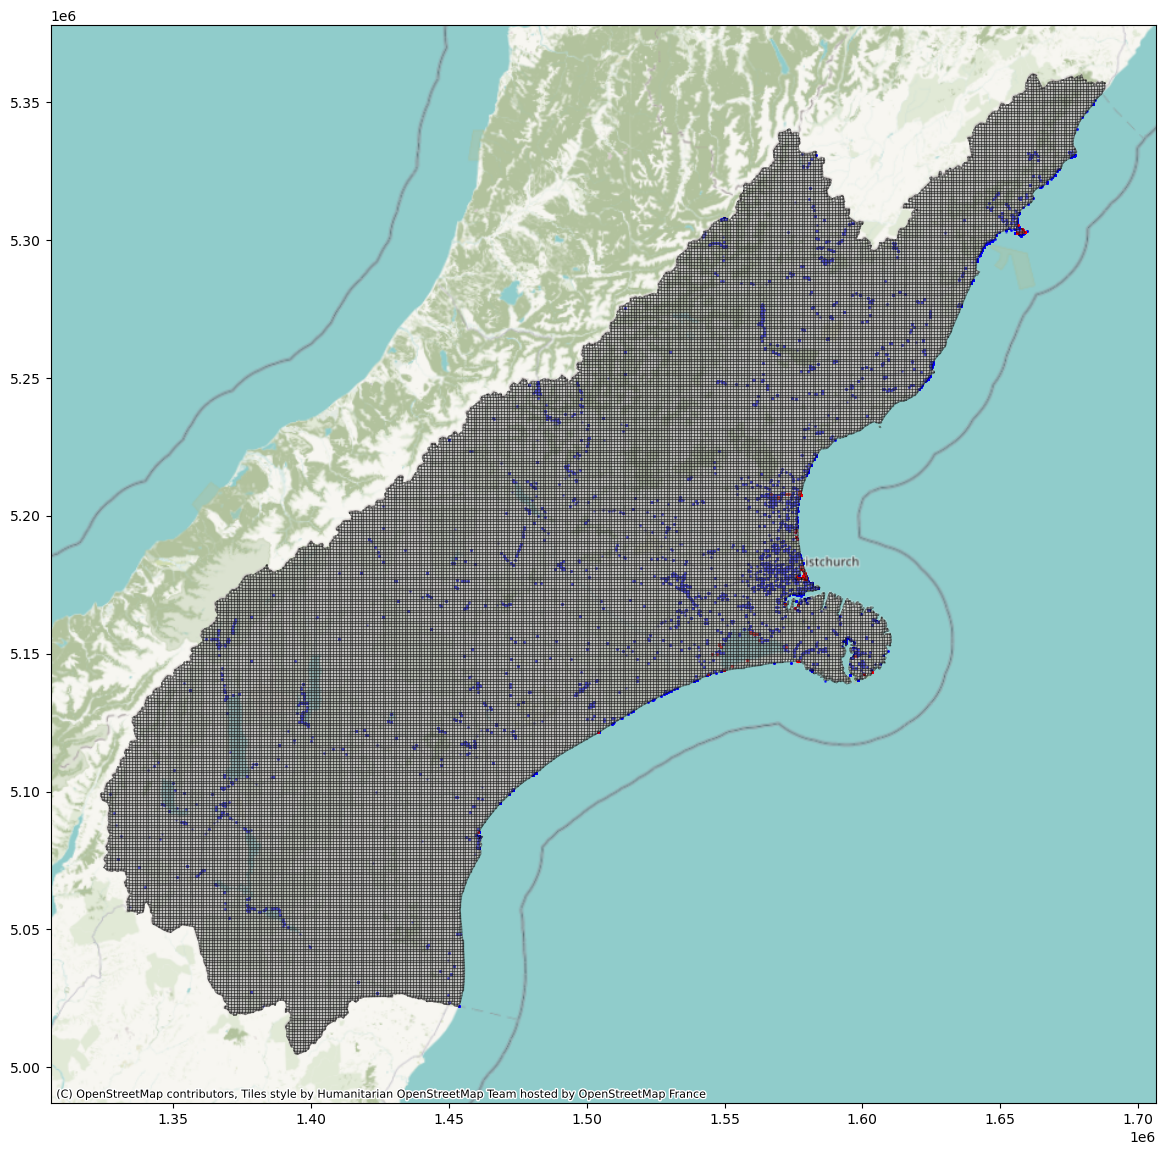 1e6
5.35
5.30
5.25
5.20
istchurch
5.15
5.10
5.05
5.00
(C) OpenStreetMap contributors, Tiles style by Humanitarian OpenStreetMap Team hosted by OpenStreetMap France
1.35 1.40 1.45 1.50 1.55 1.60 1.65 1.70
1e6